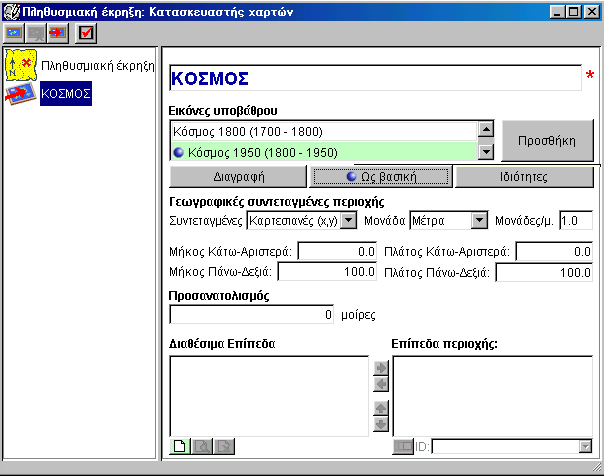 Πληθυσμιακή έκρηξη: Κατασκευαστής χαρτών
Πληθυσμιακή έκρηξη
ΚΟΣΜΟΣ
ΚΟΣΜΟΣ *
Εικόνες υποβάθρου
Κόσμος 1800 (1700 - 1800)
Κόσμος 1950 (1800 - 1950)
Προσθήκη
Διαγραφή Ως βασική Ιδιότητες
Γεωγραφικές συντεταγμένες περιοχής
Συντεταγμένες Καρτεσιανές (x,y) Μονάδα Μέτρα Μονάδες/μ. 1.0
Μήκος Κάτω-Αριστερά: 0.0 Πλάτος Κάτω-Αριστερά: 0.0
Μήκος Πάνω-Δεξιά: 100.0 Πλάτος Πάνω-Δεξιά: 100.0
Προσανατολισμός
0 μοίρες
Διαθέσιμα Επίπεδα Επίπεδα περιοχής:
ID: